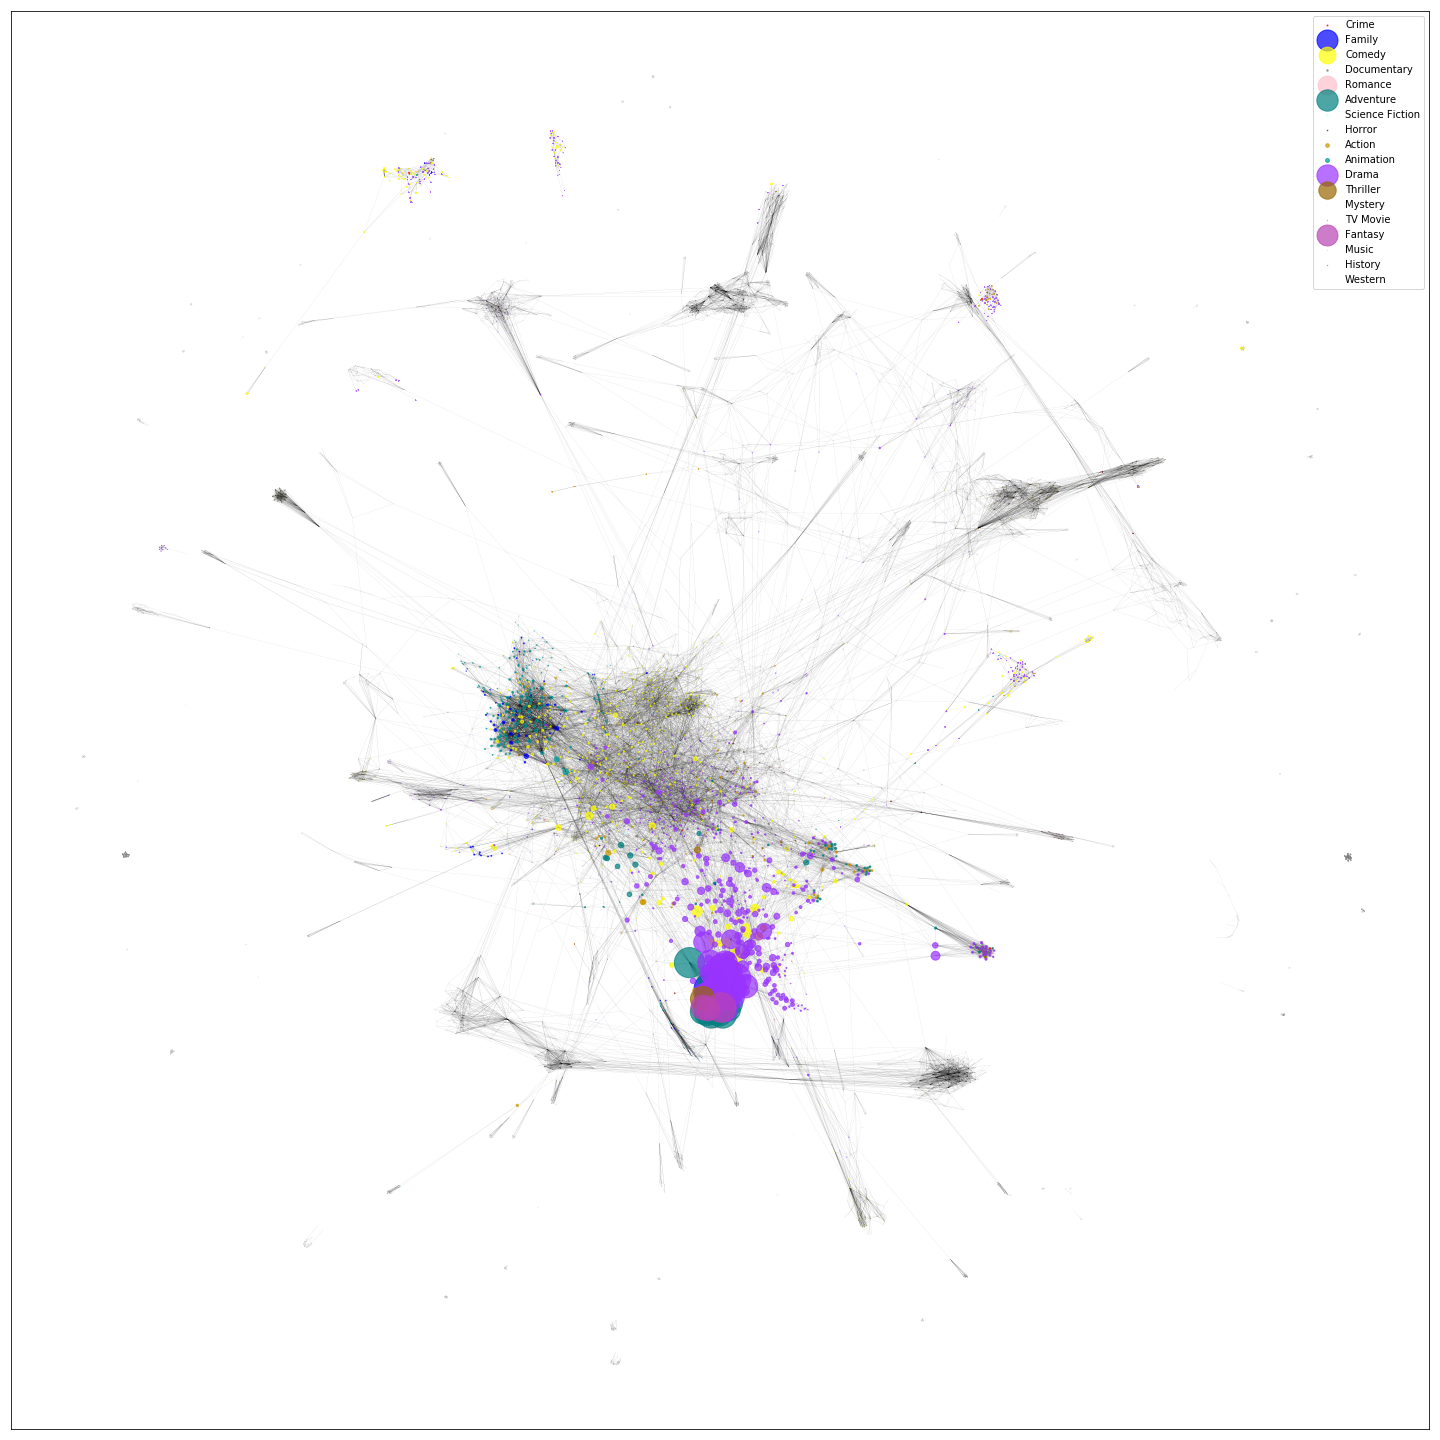 Crime
Family
Comedy
Documentary
Romance
Adventure
Science Fiction
Horror
Action
Animation
Drama
Thriller
Mystery
TV Movie
Fantasy
Music
History
Western